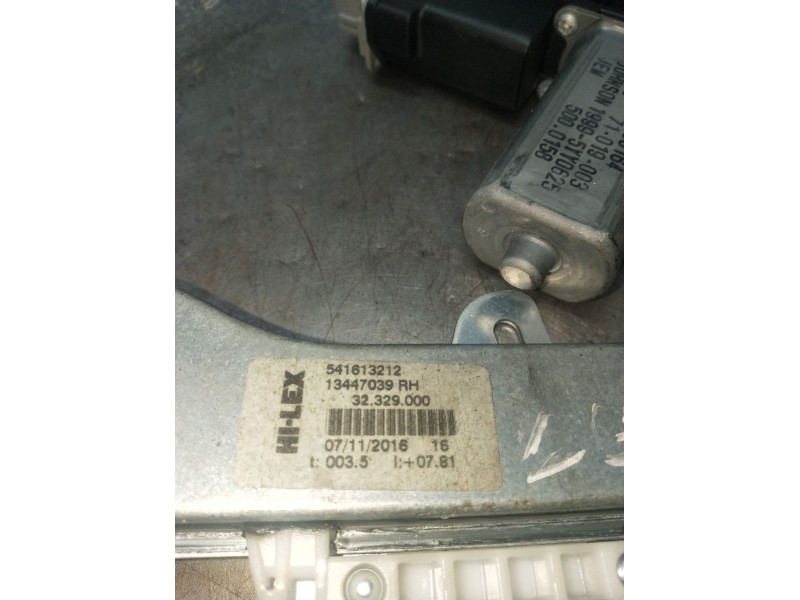 HI-LEX
541613212
13447039 RH
32.329.000
07/11/2016 16
t: 003.5 l:+07.81
71-019-003
JOHNSON 1999-5YY0625
500.0158